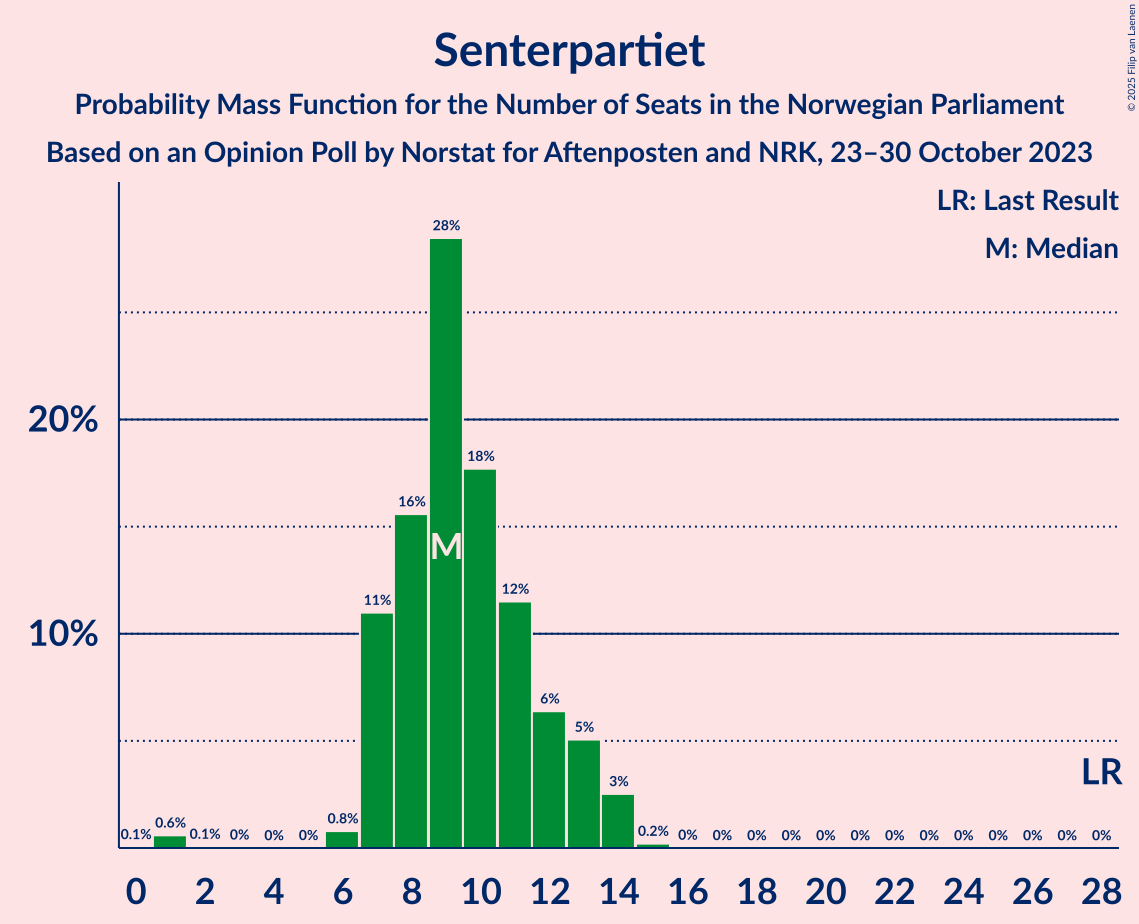 Senterpartiet
Probability Mass Function for the Number of Seats in the Norwegian Parliament
Based on an Opinion Poll by Norstat for Aftenposten and NRK, 23–30 October 2023
© 2025 Filip van Laenen
LR: Last Result
M: Median
28%
20%
18%
16%
M
12%
11%
10%
6%
5%
3%
LR
0.1% 0.6% 0.1% 0% 0% 0% 0.8% 0.2% 0% 0% 0% 0% 0% 0% 0% 0% 0% 0% 0% 0% 0%
0 2 4 6 8 10 12 14 16 18 20 22 24 26 28